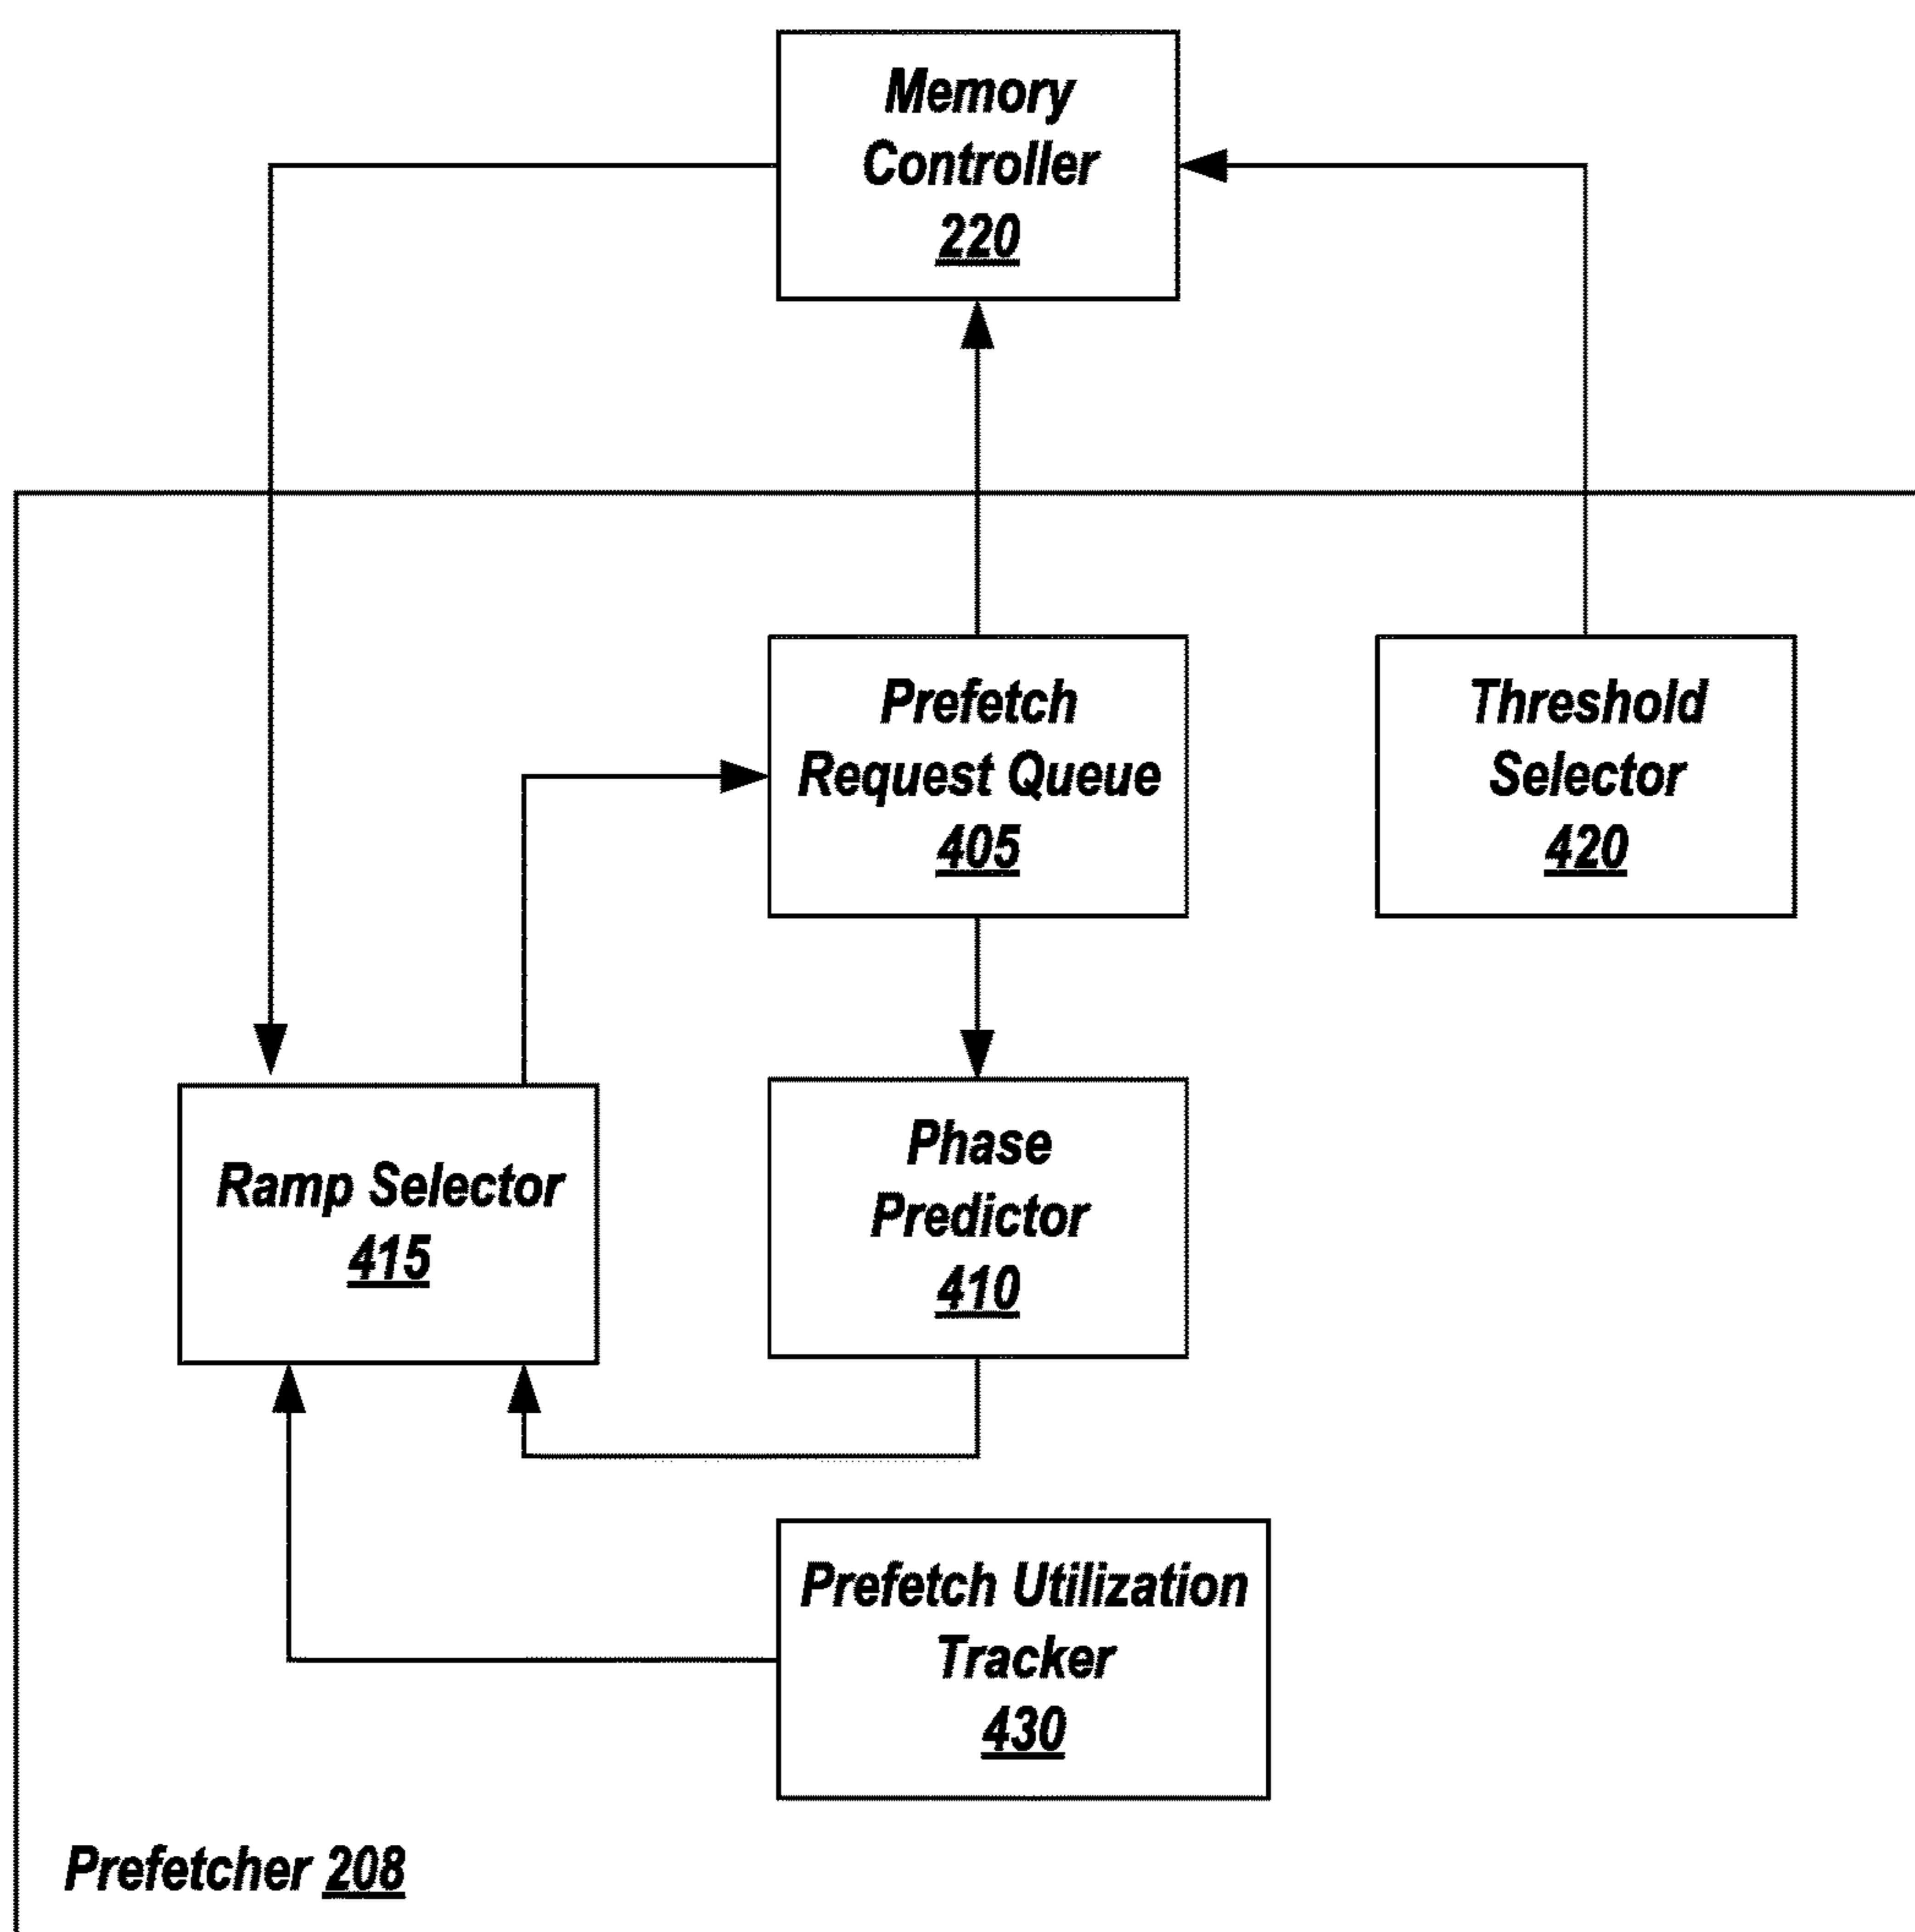 Memory
Controller
220
Prefetch
Request Queue
405
Threshold
Selector
420
Ramp Selector
415
Phase
Predictor
410
Prefetch Utilization
Tracker
430
Prefetcher 208